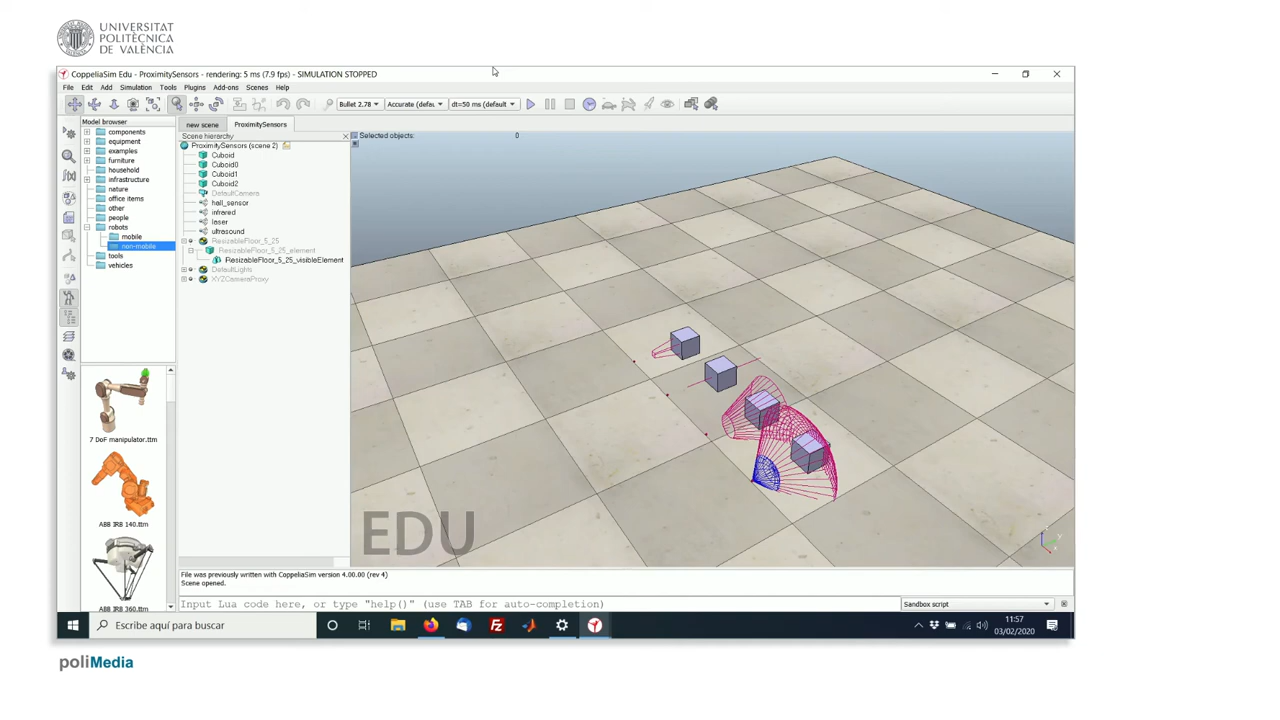 UNIVERSITAT
POLITÈCNICA
DE VALÈNCIA
CoppeliaSim Edu - ProximitySensors - rendering: 5 ms (7.9 fps) - SIMULATION STOPPED
File Edit Add Simulation Tools Plugins Add-ons Scenes Help
Bullet 2.78 Accurate (defau dt=50 ms (default
Model browser
components
equipment
examples
furniture
household
infrastructure
nature
office items
other
people
robots
mobile
non-mobile
tools
vehicles
7 DoF manipulator.ttm
ABB IRB 140.ttm
ABB IRB 360.ttm
new scene ProximitySensors
Scene hierarchy
ProximitySensors (scene 2)
Cuboid
Cuboid0
Cuboid1
Cuboid2
DefaultCamera
hall_sensor
infrared
laser
ultrasound
ResizableFloor_5_25
ResizableFloor_5_25_element
ResizableFloor_5_25_visibleElement
DefaultLights
XYZCameraProxy
Selected objects: 0
EDU
File was previously written with CoppeliaSim version 4.00.00 (rev 4)
Scene opened.
Input Lua code here, or type "help()" (use TAB for auto-completion)
Sandbox script
Escribe aquí para buscar
11:57
03/02/2020
poliMedia